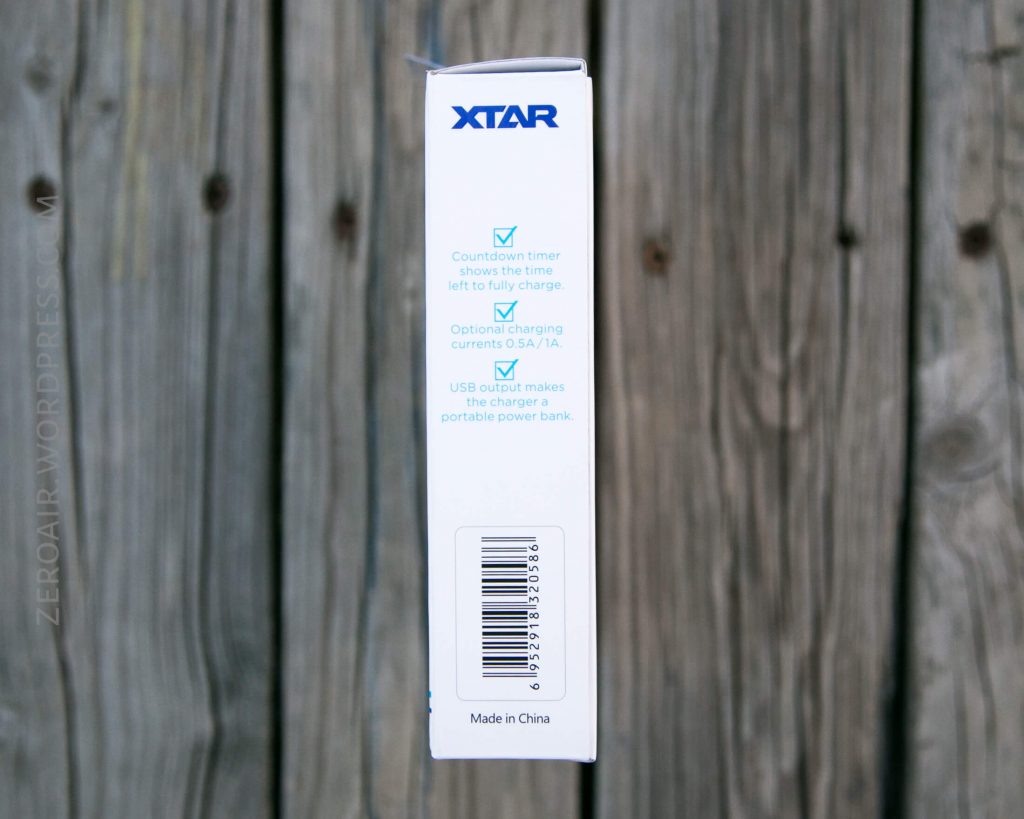 XTAR
Countdown timer
shows the time
left to fully charge.
Optional charging
currents 0.5A / 1A.
USB output makes
the charger a
portable power bank.
6 952918 320586
Made in China
ZEROAIR.WORDPRESS.COM